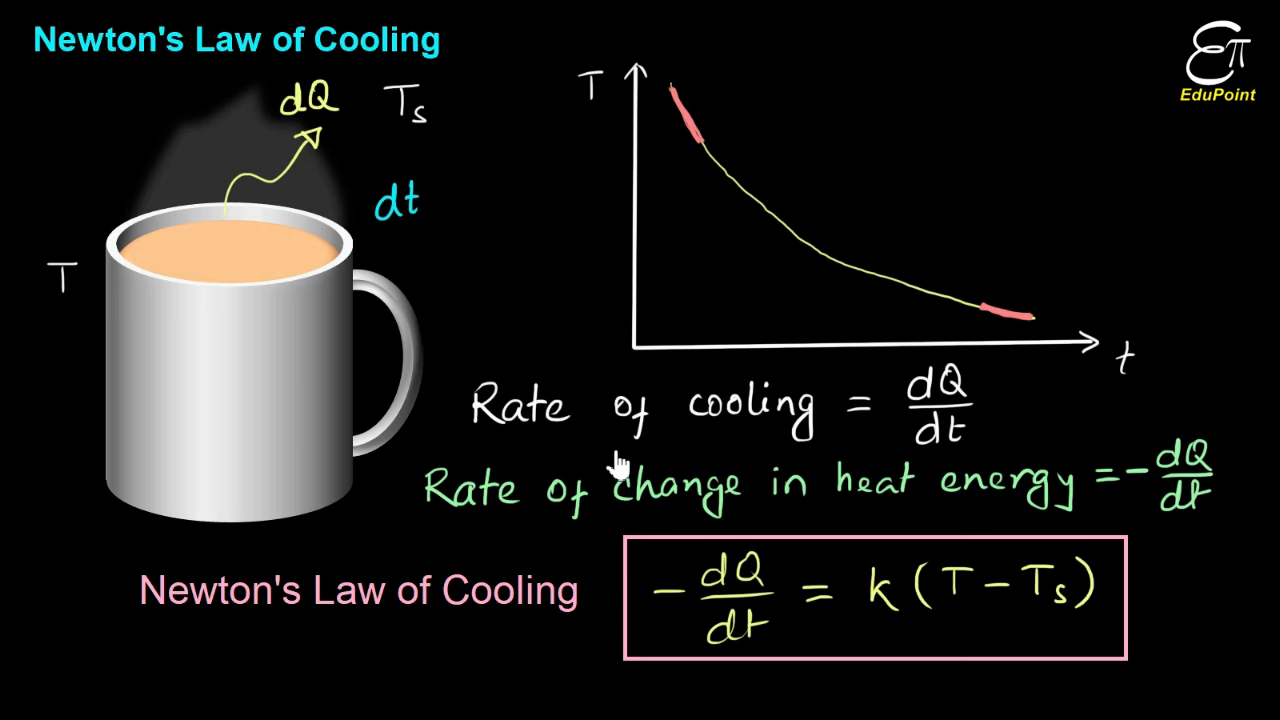 Newton's Law of Cooling
επ
EduPoint
dQ
Ts
dt
T
T
t
Rate of cooling = dQ/dt
Rate of change in heat energy = - dQ/dt
Newton's Law of Cooling
- dQ/dt = k (T - Ts)